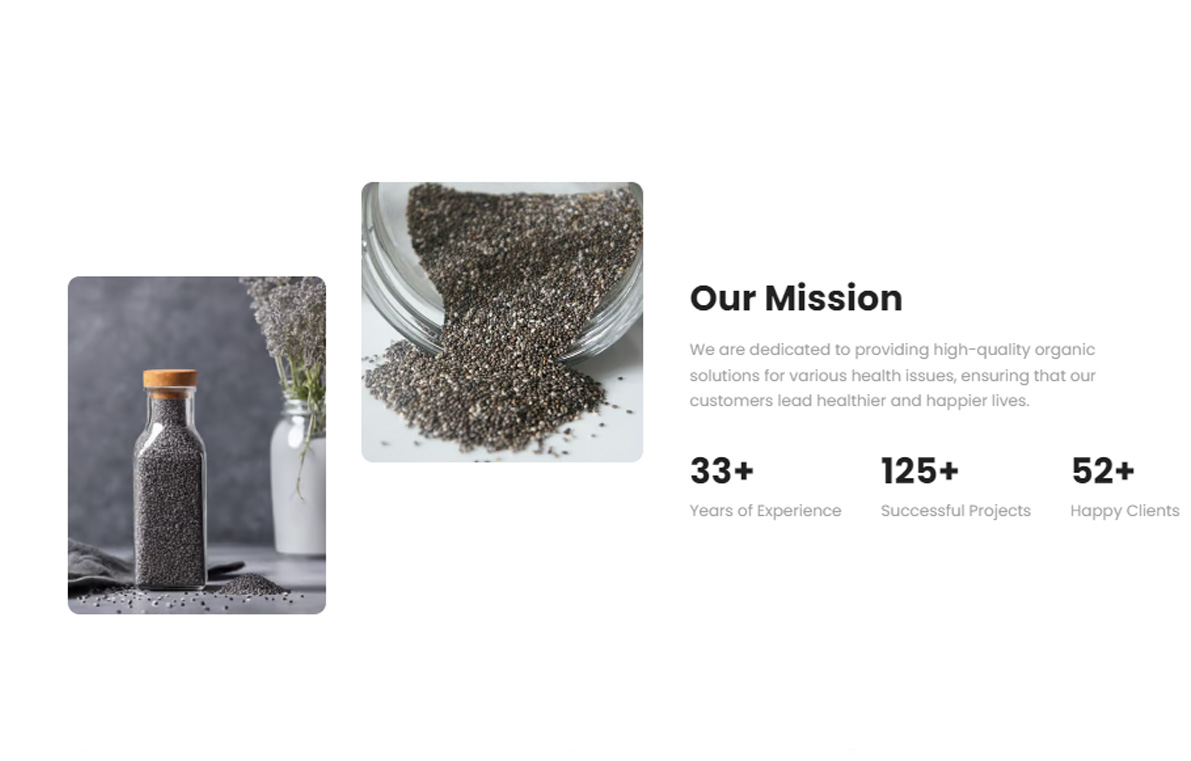 Our Mission
We are dedicated to providing high-quality organic
solutions for various health issues, ensuring that our
customers lead healthier and happier lives.
33+ 125+ 52+
Years of Experience Successful Projects Happy Clients